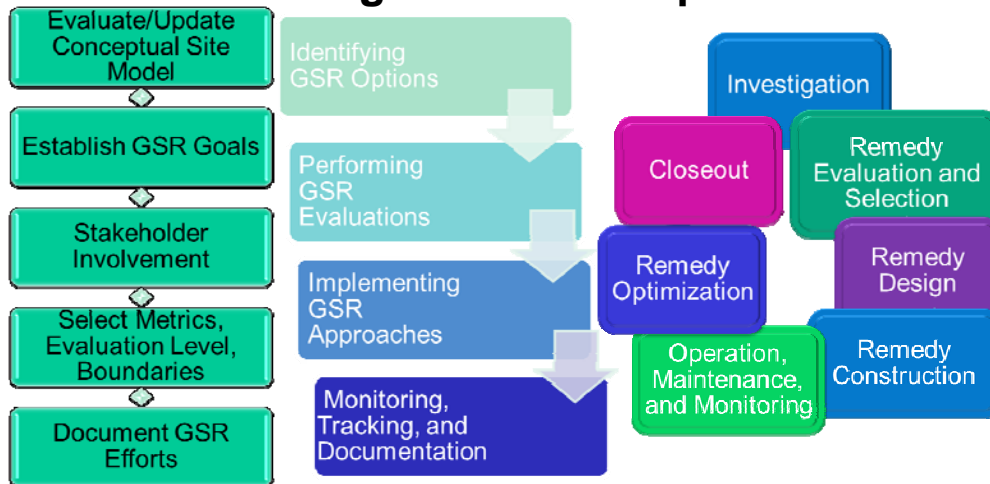 Evaluate/Update
Conceptual Site
Model
Establish GSR Goals
Stakeholder
Involvement
Select Metrics,
Evaluation Level,
Boundaries
Document GSR
Efforts
Identifying
GSR Options
Performing
GSR
Evaluations
Implementing
GSR
Approaches
Monitoring,
Tracking, and
Documentation
Investigation
Remedy
Evaluation and
Selection
Remedy
Design
Remedy
Construction
Operation,
Maintenance,
and Monitoring
Remedy
Optimization
Closeout